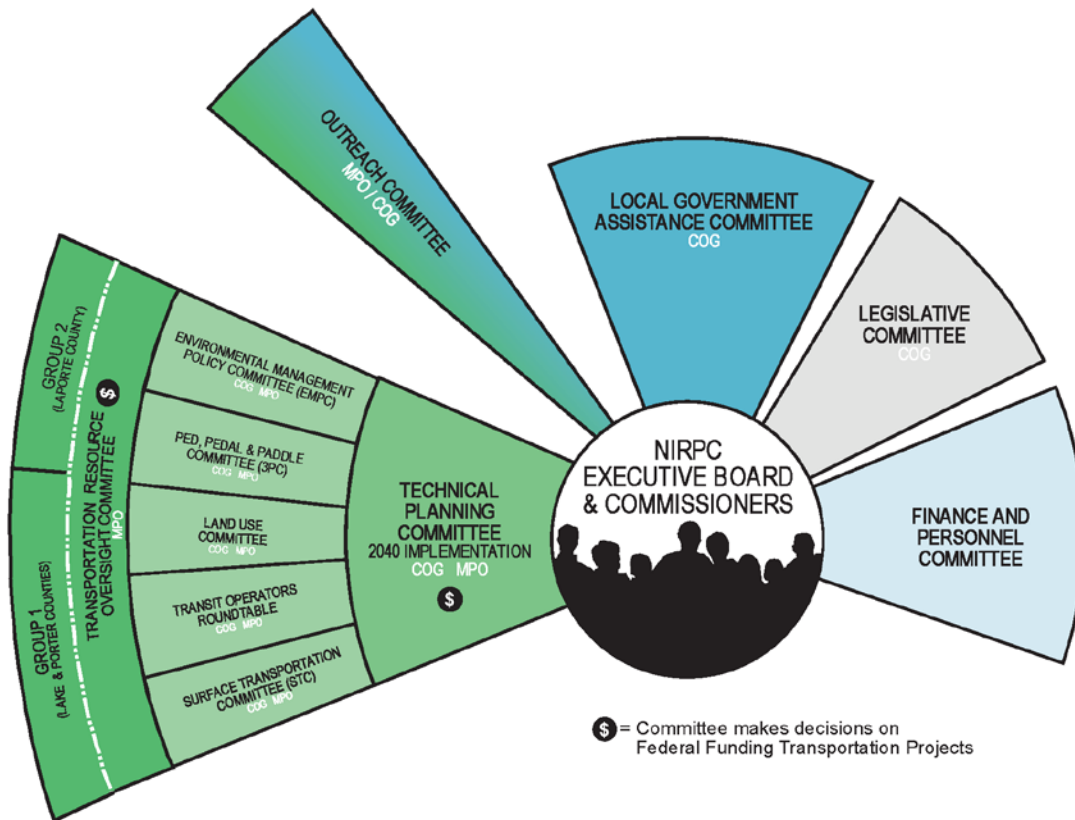 OUTREACH COMMITTEE
MPO / COG
LOCAL GOVERNMENT
ASSISTANCE COMMITTEE
COG
LEGISLATIVE
COMMITTEE
COG
FINANCE AND
PERSONNEL
COMMITTEE
NIRPC
EXECUTIVE BOARD
& COMMISSIONERS
TECHNICAL
PLANNING
COMMITTEE
2040 IMPLEMENTATION
COG MPO
$
ENVIRONMENTAL MANAGEMENT
POLICY COMMITTEE (EMPC)
COG MPO
PED, PEDAL & PADDLE
COMMITTEE (3PC)
COG MPO
LAND USE
COMMITTEE
COG MPO
TRANSIT OPERATORS
ROUNDTABLE
COG MPO
SURFACE TRANSPORTATION
COMMITTEE (STC)
COG MPO
TRANSPORTATION RESOURCE
OVERSIGHT COMMITTEE
MPO
$
GROUP 2
(LAPORTE COUNTY)
GROUP 1
(LAKE & PORTER COUNTIES)
$ = Committee makes decisions on
Federal Funding Transportation Projects